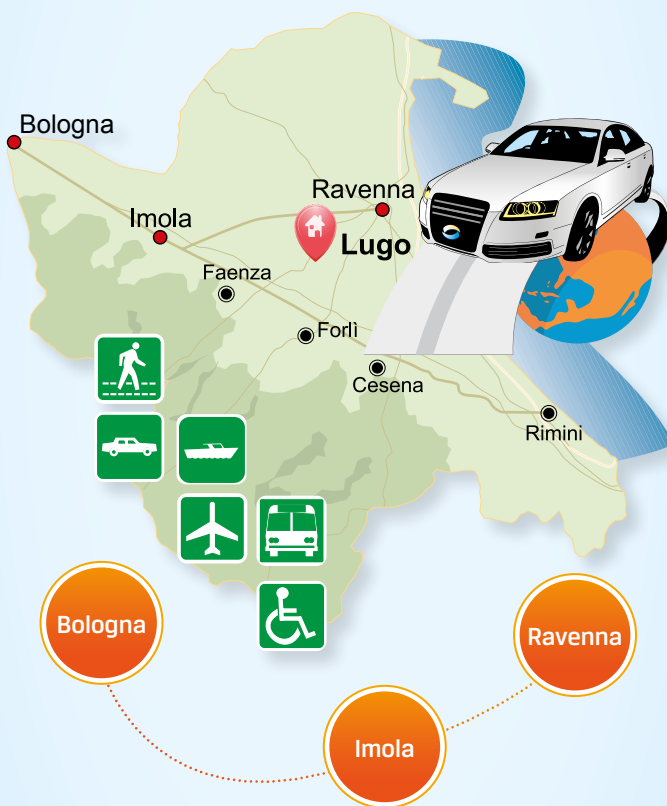 Bologna
Imola
Ravenna
Lugo
Faenza
Forlì
Cesena
Rimini
Bologna
Ravenna
Imola